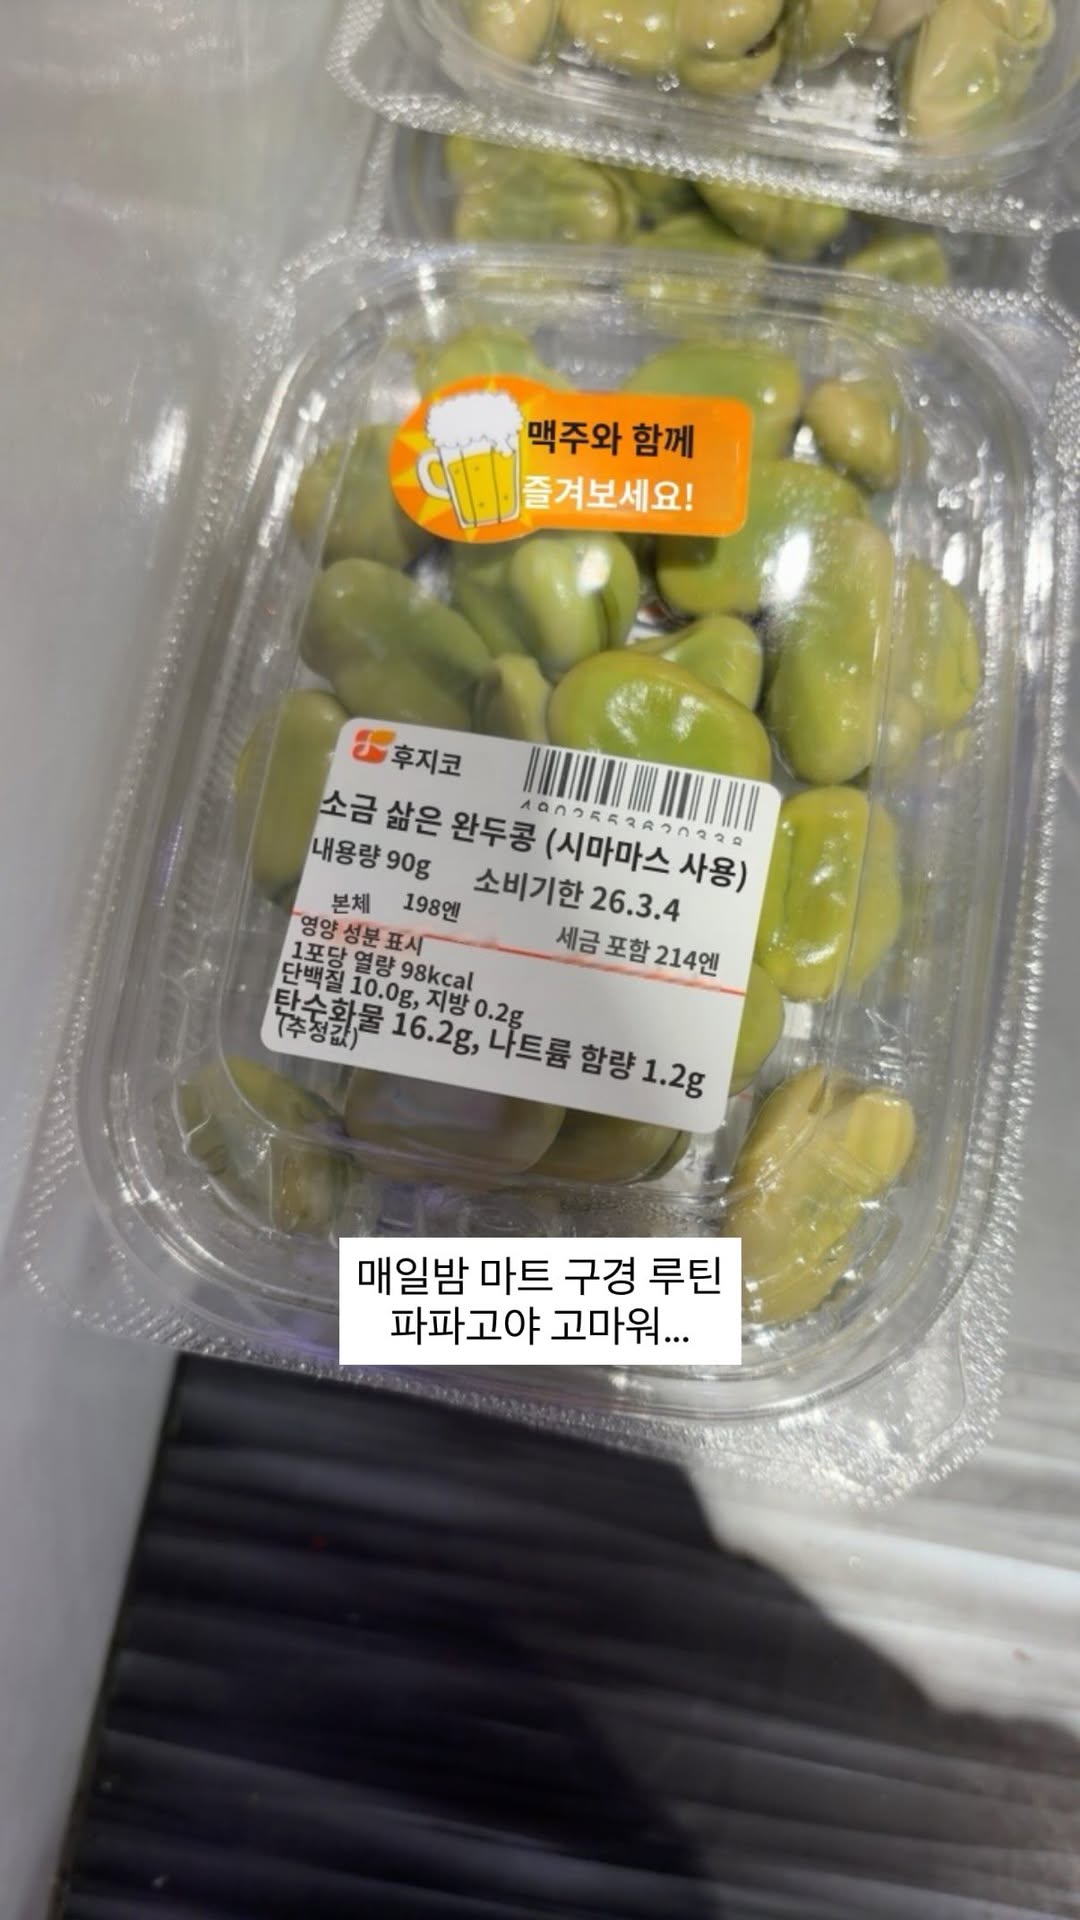 맥주와 함께
즐겨보세요!
후지코
4902553620339
소금 삶은 완두콩 (시마마스 사용)
내용량 90g 소비기한 26.3.4
본체 198엔
세금 포함 214엔
영양 성분 표시
1포당 열량 98kcal
단백질 10.0g, 지방 0.2g
탄수화물 16.2g, 나트륨 함량 1.2g
(추정값)
매일밤 마트 구경 루틴
파파고야 고마워...